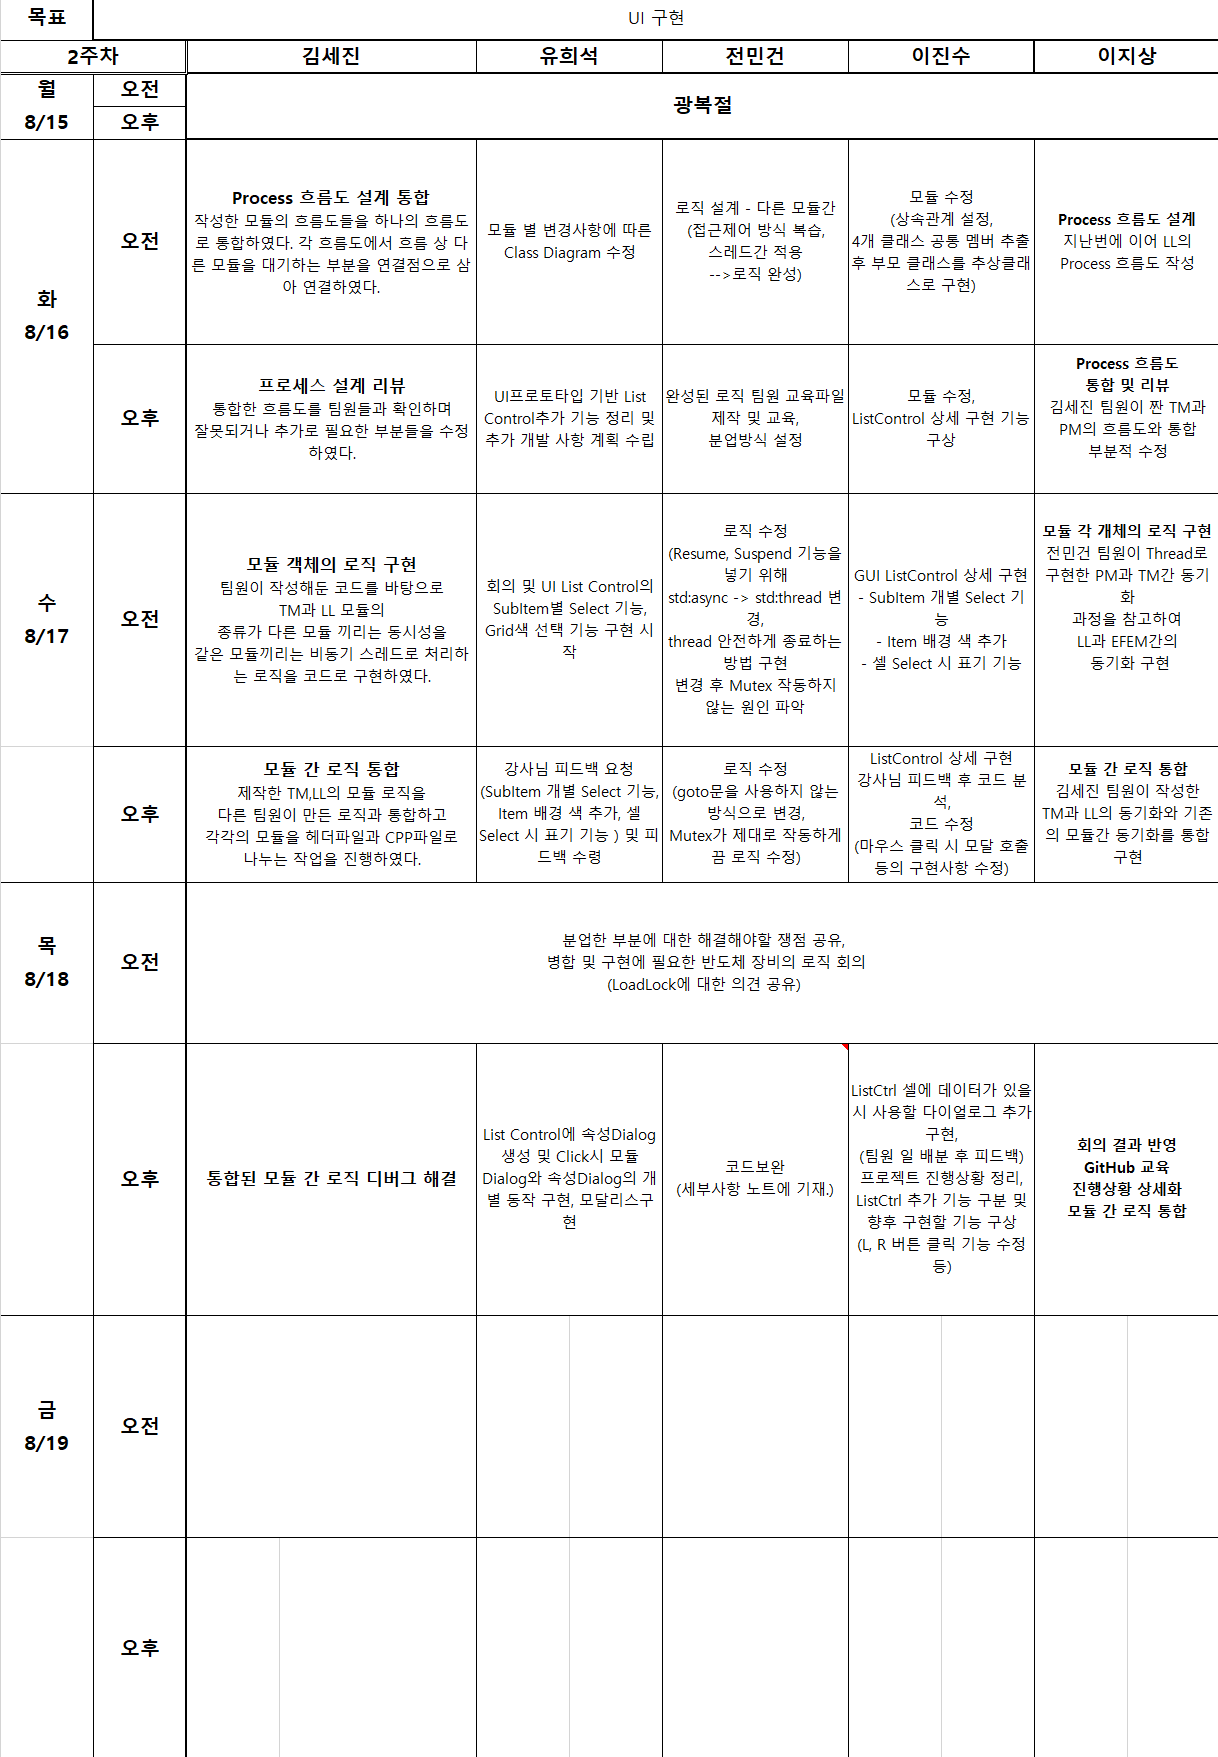 목표
UI 구현
2주차
김세진
유희석
전민건
이진수
이지상
월
8/15
오전
오후
광복절
화
8/16
오전
Process 흐름도 설계 통합
작성한 모듈의 흐름도들을 하나의 흐름도
로 통합하였다. 각 흐름도에서 흐름 상 다
른 모듈을 대기하는 부분을 연결점으로 삼
아 연결하였다.
모듈 별 변경사항에 따른
Class Diagram 수정
로직 설계 - 다른 모듈간
(접근제어 방식 복습,
스레드간 적용
-->로직 완성)
모듈 수정
(상속관계 설정,
4개 클래스 공통 멤버 추출
후 부모 클래스를 추상클래
스로 구현)
Process 흐름도 설계
지난번에 이어 LL의
Process 흐름도 작성
오후
프로세스 설계 리뷰
통합한 흐름도를 팀원들과 확인하며
잘못되거나 추가로 필요한 부분들을 수정
하였다.
UI프로토타입 기반 List
Control추가 기능 정리 및
추가 개발 사항 계획 수립
완성된 로직 팀원 교육파일
제작 및 교육,
분업방식 설정
모듈 수정,
ListControl 상세 구현 기능
구상
Process 흐름도
통합 및 리뷰
김세진 팀원이 짠 TM과
PM의 흐름도와 통합
부분적 수정
수
8/17
오전
모듈 객체의 로직 구현
팀원이 작성해둔 코드를 바탕으로
TM과 LL 모듈의
종류가 다른 모듈 끼리는 동시성을
같은 모듈끼리는 비동기 스레드로 처리하
는 로직을 코드로 구현하였다.
회의 및 UI List Control의
SubItem별 Select 기능,
Grid색 선택 기능 구현 시
작
로직 수정
(Resume, Suspend 기능을
넣기 위해
std:async -> std:thread 변
경,
thread 안전하게 종료하는
방법 구현
변경 후 Mutex 작동하지
않는 원인 파악
GUI ListControl 상세 구현
- SubItem 개별 Select 기
능
- Item 배경 색 추가
- 셀 Select 시 표기 기능
모듈 각 개체의 로직 구현
전민건 팀원이 Thread로
구현한 PM과 TM간 동기
화
과정을 참고하여
LL과 EFEM간의
동기화 구현
오후
모듈 간 로직 통합
제작한 TM,LL의 모듈 로직을
다른 팀원이 만든 로직과 통합하고
각각의 모듈을 헤더파일과 CPP파일로
나누는 작업을 진행하였다.
강사님 피드백 요청
(SubItem 개별 Select 기능,
Item 배경 색 추가, 셀
Select 시 표기 기능 ) 및 피
드백 수령
로직 수정
(goto문을 사용하지 않는
방식으로 변경,
Mutex가 제대로 작동하게
끔 로직 수정)
ListControl 상세 구현
강사님 피드백 후 코드 분
석,
코드 수정
(마우스 클릭 시 모달 호출
등의 구현사항 수정)
모듈 간 로직 통합
김세진 팀원이 작성한
TM과 LL의 동기화와 기존
의 모듈간 동기화를 통합
구현
목
8/18
오전
분업한 부분에 대한 해결해야할 쟁점 공유,
병합 및 구현에 필요한 반도체 장비의 로직 회의
(LoadLock에 대한 의견 공유)
오후
통합된 모듈 간 로직 디버그 해결
List Control에 속성Dialog
생성 및 Click시 모듈
Dialog와 속성Dialog의 개
별 동작 구현, 모달리스구
현
코드보완
(세부사항 노트에 기재.)
ListCtrl 셀에 데이터가 있을
시 사용할 다이얼로그 추가
구현,
(팀원 일 배분 후 피드백)
프로젝트 진행상황 정리,
ListCtrl 추가 기능 구분 및
향후 구현할 기능 구상
(L, R 버튼 클릭 기능 수정
등)
회의 결과 반영
GitHub 교육
진행상황 상세화
모듈 간 로직 통합
금
8/19
오전
오후